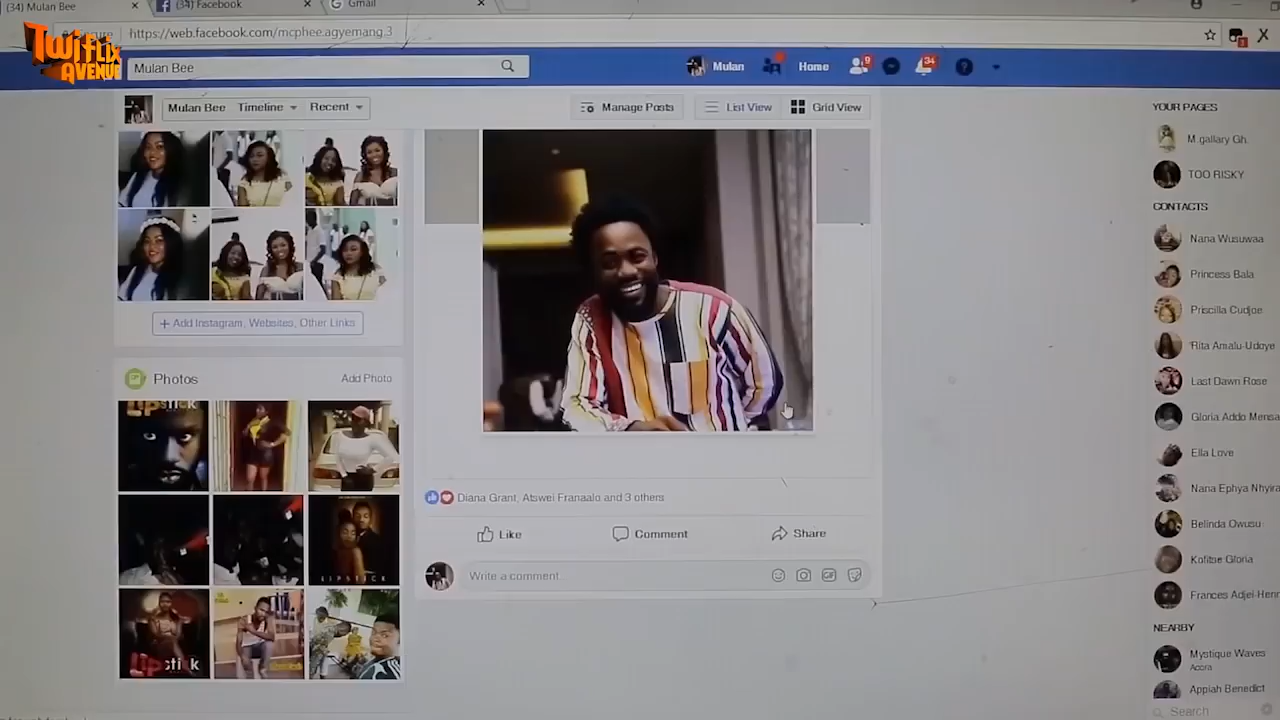 (34) Mulan Bee
(34) Facebook
Gmail
https://web.facebook.com/mcphee.agyemang.3
Twiflix
AVENUE
Mulan Bee
Mulan
Home
9
34
Mulan Bee
Timeline
Recent
Manage Posts
List View
Grid View
+ Add Instagram, Websites, Other Links
Photos
Add Photo
LIPSTICK
Lipstick
Diana Grant, Atswei Franaalo and 3 others
Like
Comment
Share
Write a comment...
GIF
YOUR PAGES
M.gallary Gh.
TOO RISKY
CONTACTS
Nana Wusuwaa
Princess Bala
Priscilla Cudjoe
Rita Amalu-Udoye
Last Dawn Rose
Gloria Addo Mensa
Ella Love
Nana Ephya Nhyira
Belinda Owusu
Kofitse Gloria
Frances Adjei-Henr
NEARBY
Mystique Waves
Accra
Appiah Benedict
Search